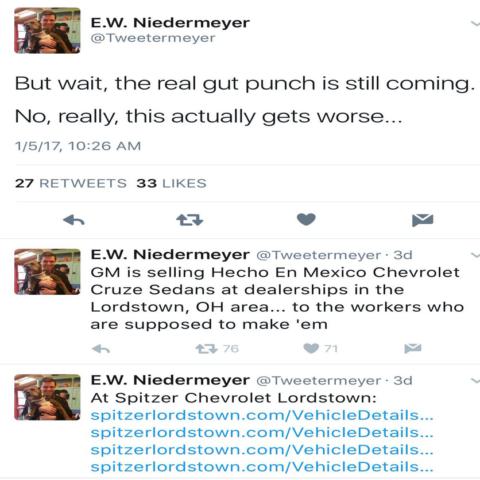 E.W. Niedermeyer
@Tweetermeyer
But wait, the real gut punch is still coming.
No, really, this actually gets worse...
1/5/17, 10:26 AM
27 RETWEETS 33 LIKES
E.W. Niedermeyer @Tweetermeyer · 3d
GM is selling Hecho En Mexico Chevrolet
Cruze Sedans at dealerships in the
Lordstown, OH area... to the workers who
are supposed to make 'em
76 71
E.W. Niedermeyer @Tweetermeyer · 3d
At Spitzer Chevrolet Lordstown:
spitzerlordstown.com/VehicleDetails...
spitzerlordstown.com/VehicleDetails...
spitzerlordstown.com/VehicleDetails...
spitzerlordstown.com/VehicleDetails...